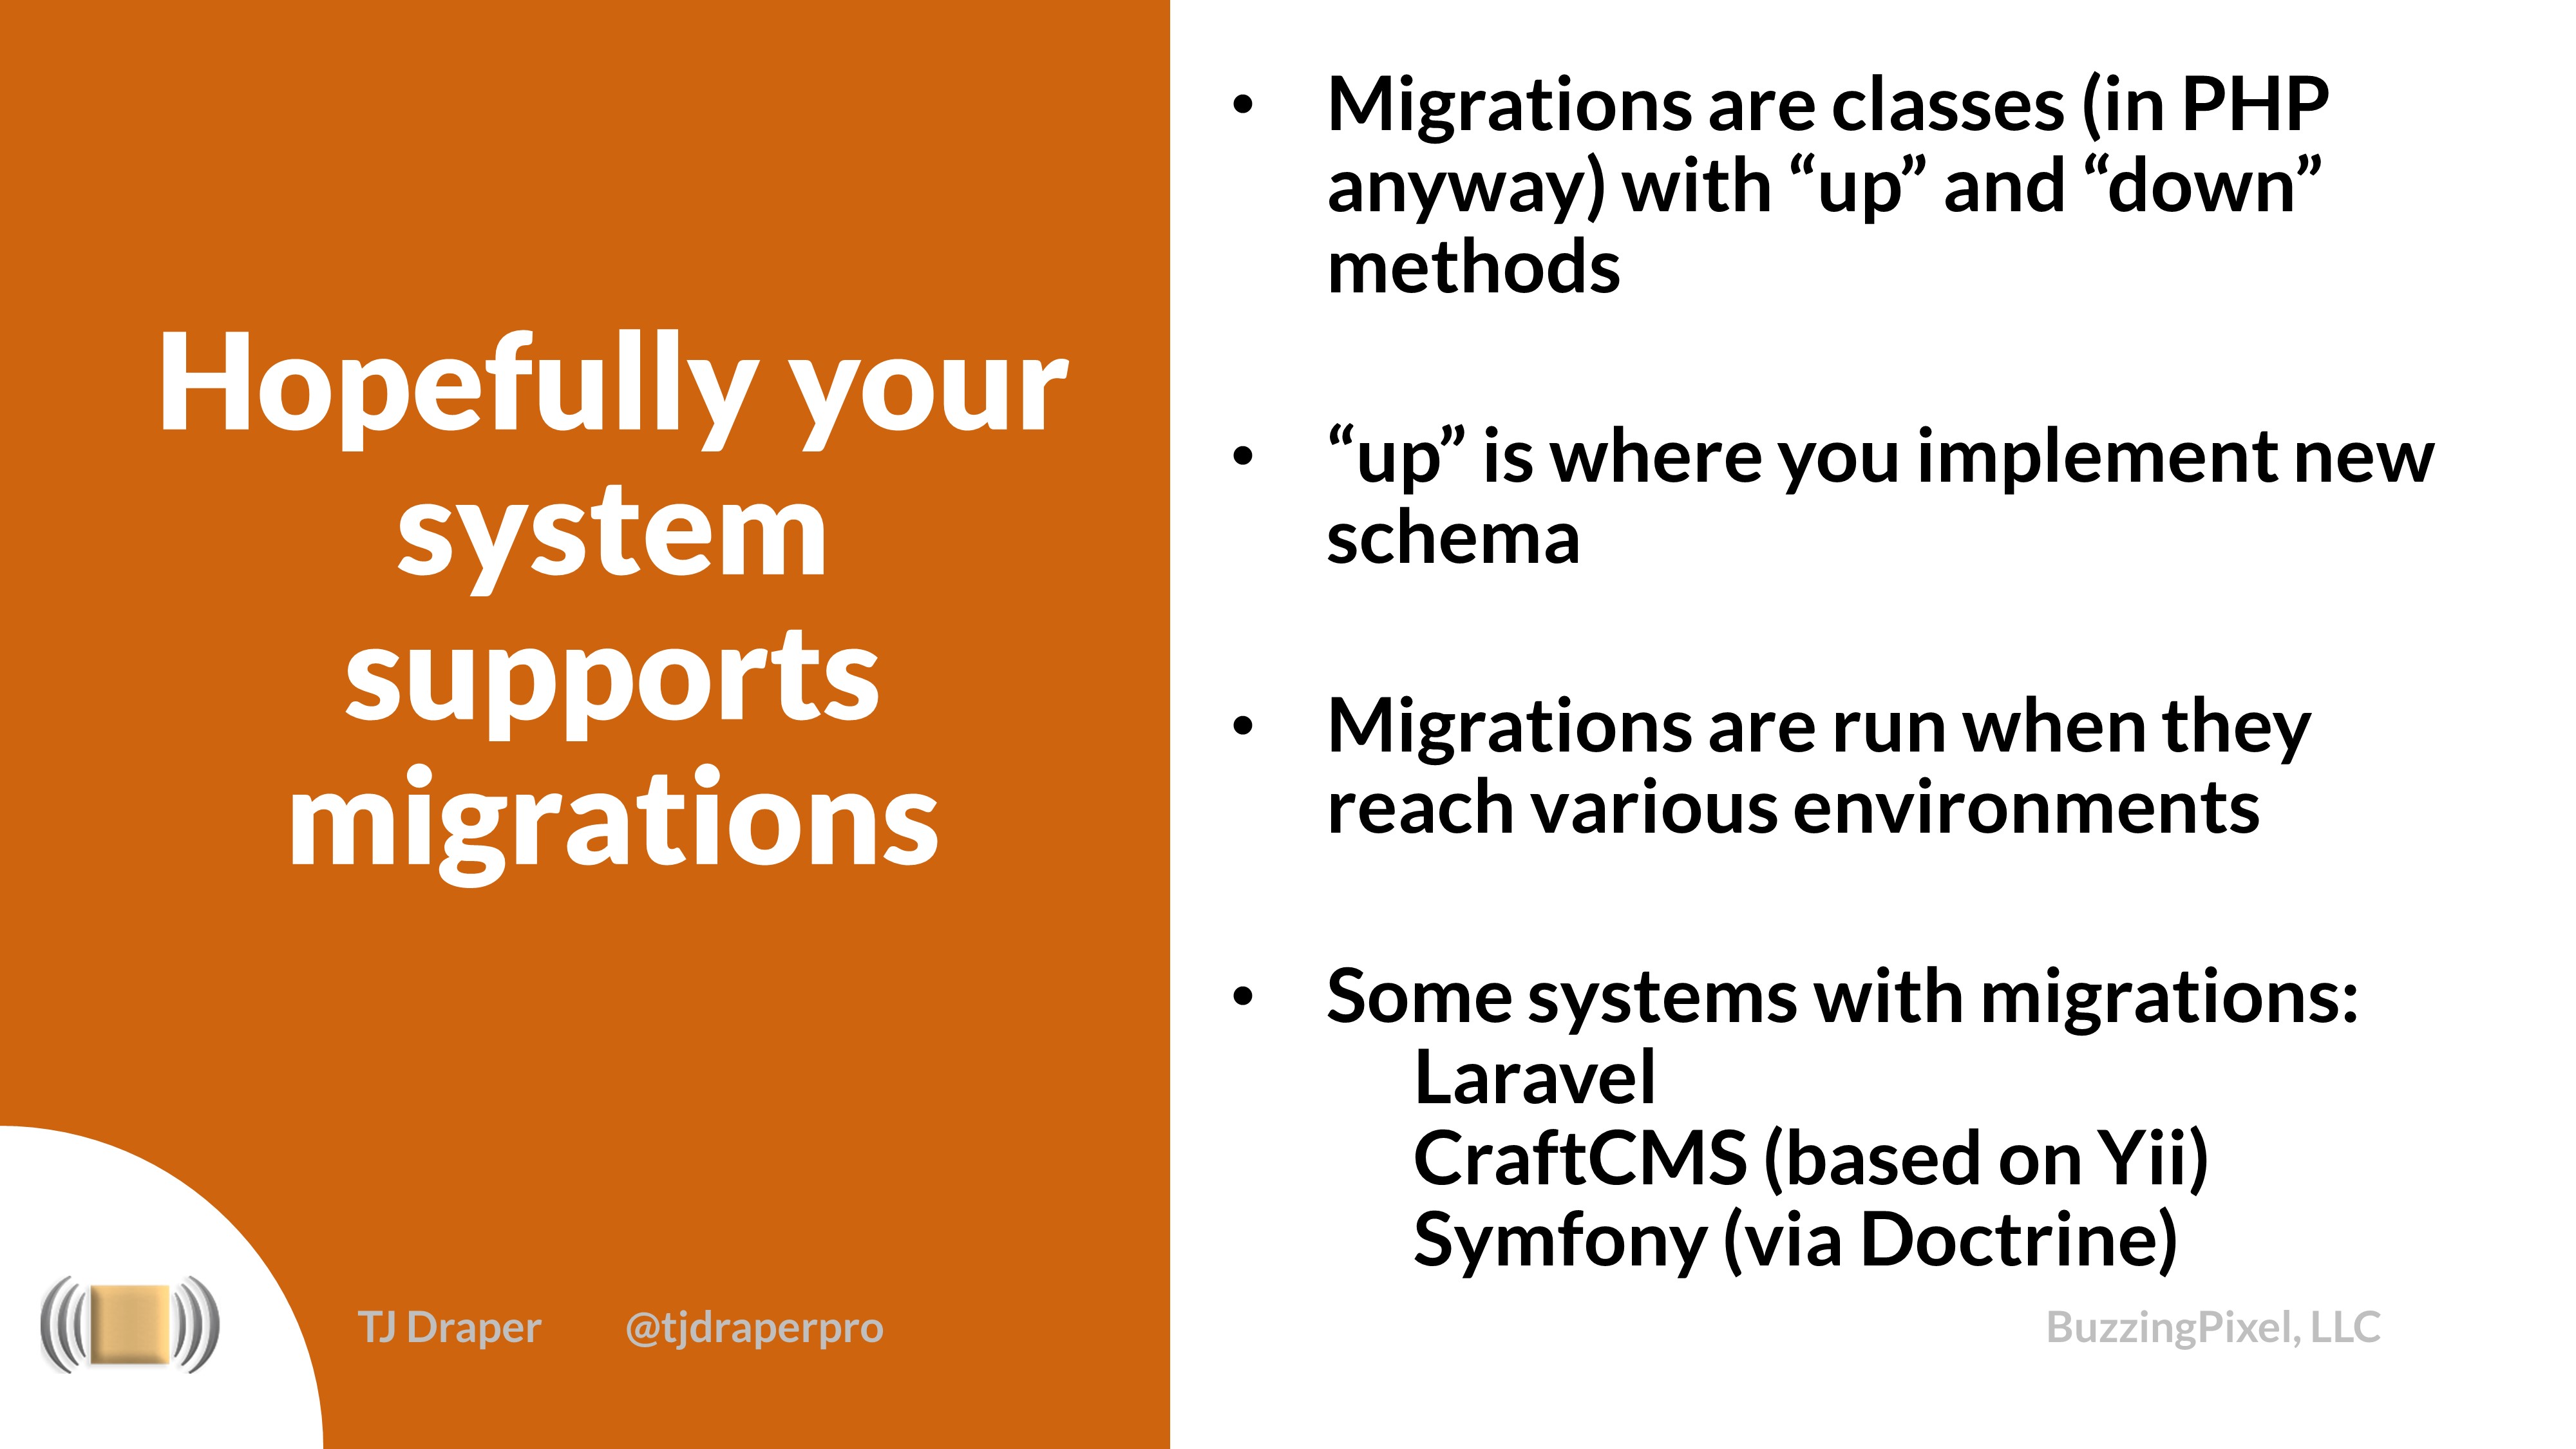 Hopefully your
system
supports
migrations
• Migrations are classes (in PHP
anyway) with “up” and “down”
methods
• “up” is where you implement new
schema
• Migrations are run when they
reach various environments
• Some systems with migrations:
Laravel
CraftCMS (based on Yii)
Symfony (via Doctrine)
TJ Draper @tjdraperpro
BuzzingPixel, LLC